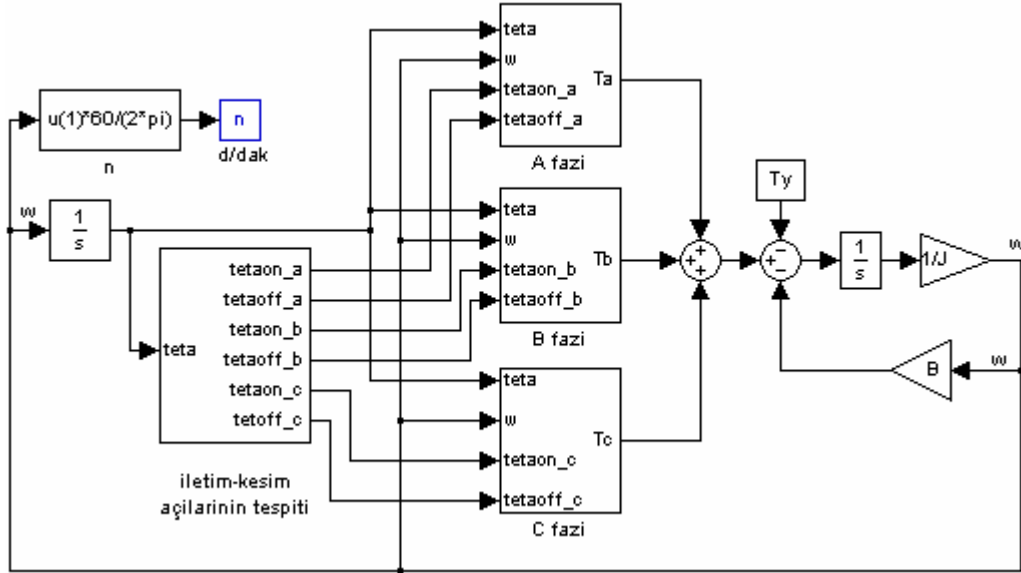 u(1)*60/(2*pi)
n
n
d/dak
w
1
s
teta
tetaon_a
tetaoff_a
tetaon_b
tetaoff_b
tetaon_c
tetoff_c
iletim-kesim
açilarinin tespiti
teta
w
tetaon_a
tetaoff_a
Ta
A fazi
teta
w
tetaon_b
tetaoff_b
Tb
B fazi
teta
w
tetaon_c
tetaoff_c
Tc
C fazi
+
+
+
Ty
+
−
−
1
s
1/J
w
B
w